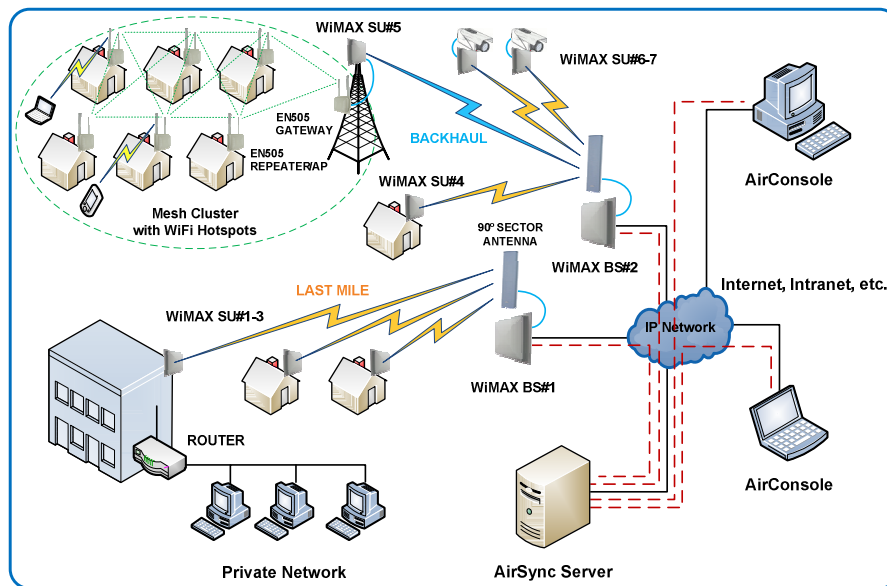 WiMAX SU#5
WiMAX SU#6-7
EN505
GATEWAY
BACKHAUL
EN505
REPEATER/AP
AirConsole
WiMAX SU#4
Mesh Cluster
with WiFi Hotspots
90º SECTOR
ANTENNA
WiMAX BS#2
Internet, Intranet, etc.
LAST MILE
WiMAX SU#1-3
IP Network
WiMAX BS#1
ROUTER
AirConsole
Private Network
AirSync Server